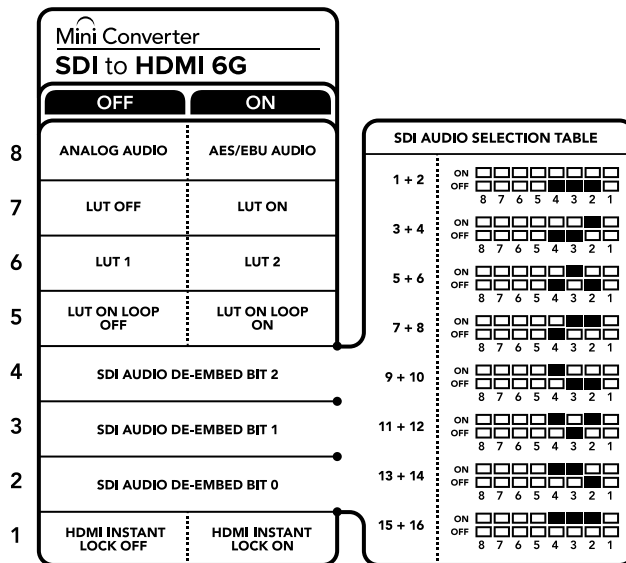 Mini Converter
SDI to HDMI 6G
OFF ON
8 ANALOG AUDIO AES/EBU AUDIO
7 LUT OFF LUT ON
6 LUT 1 LUT 2
5 LUT ON LOOP OFF LUT ON LOOP ON
4 SDI AUDIO DE-EMBED BIT 2
3 SDI AUDIO DE-EMBED BIT 1
2 SDI AUDIO DE-EMBED BIT 0
1 HDMI INSTANT LOCK OFF HDMI INSTANT LOCK ON
SDI AUDIO SELECTION TABLE
1 + 2
ON
OFF
8 7 6 5 4 3 2 1
3 + 4
ON
OFF
8 7 6 5 4 3 2 1
5 + 6
ON
OFF
8 7 6 5 4 3 2 1
7 + 8
ON
OFF
8 7 6 5 4 3 2 1
9 + 10
ON
OFF
8 7 6 5 4 3 2 1
11 + 12
ON
OFF
8 7 6 5 4 3 2 1
13 + 14
ON
OFF
8 7 6 5 4 3 2 1
15 + 16
ON
OFF
8 7 6 5 4 3 2 1